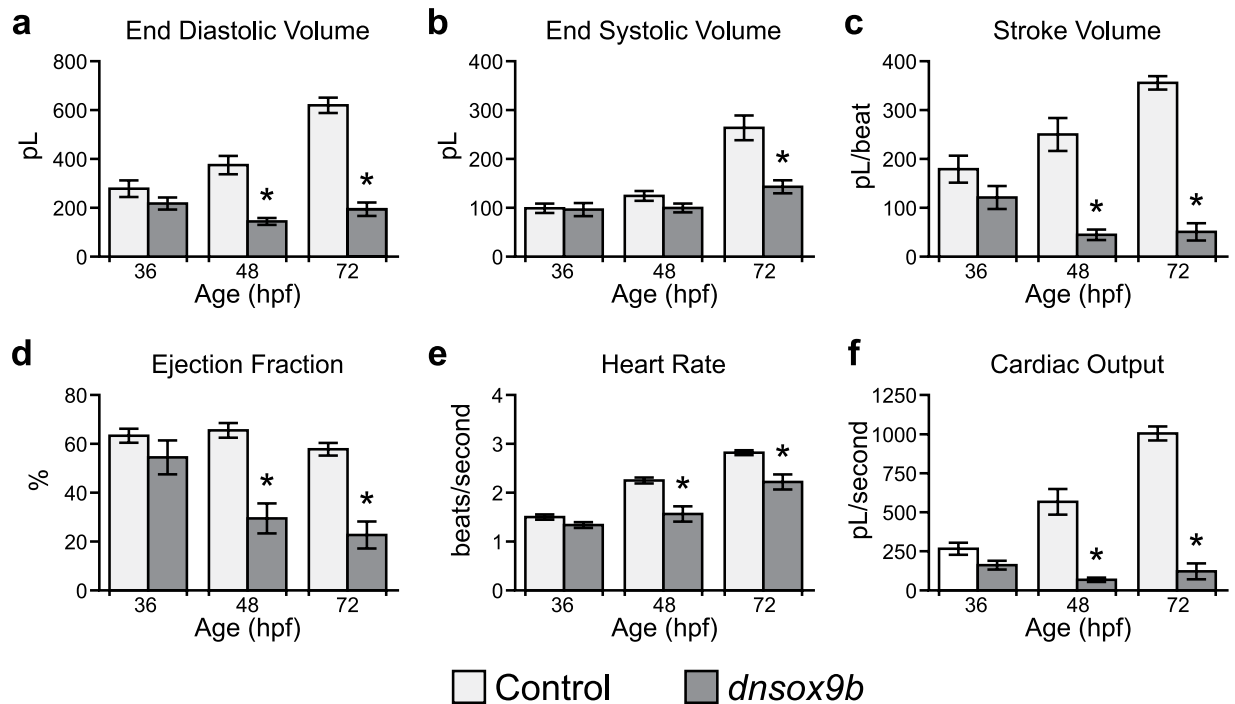 a End Diastolic Volume
800
600
400
200
0
pL
*
*
36 48 72
Age (hpf)
b End Systolic Volume
400
300
200
100
0
pL
*
36 48 72
Age (hpf)
c Stroke Volume
400
300
200
100
0
pL/beat
*
*
36 48 72
Age (hpf)
d Ejection Fraction
80
60
40
20
0
%
*
*
36 48 72
Age (hpf)
e Heart Rate
4
3
2
1
0
beats/second
*
*
36 48 72
Age (hpf)
f Cardiac Output
1250
1000
750
500
250
0
pL/second
*
*
36 48 72
Age (hpf)
Control dnsox9b